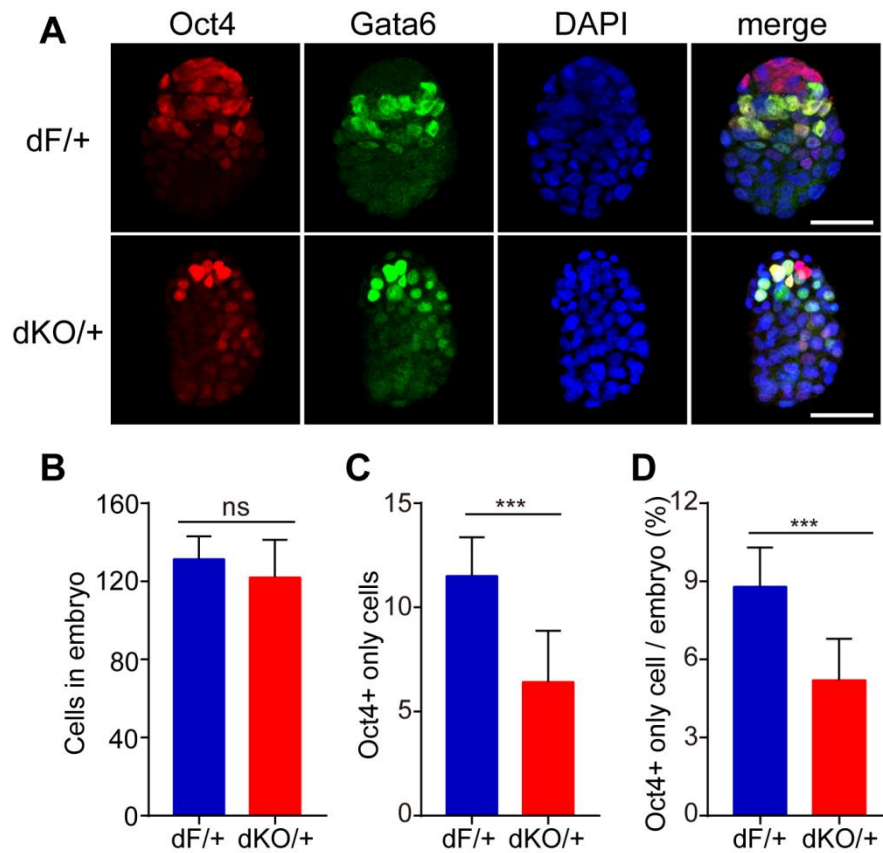 A
Oct4 Gata6 DAPI merge
dF/+
dKO/+
B
C
D
160
120
80
40
0
Cells in embryo
ns
dF/+ dKO/+
15
10
5
0
Oct4+ only cells
***
dF/+ dKO/+
12
9
6
3
0
Oct4+ only cell / embryo (%)
***
dF/+ dKO/+